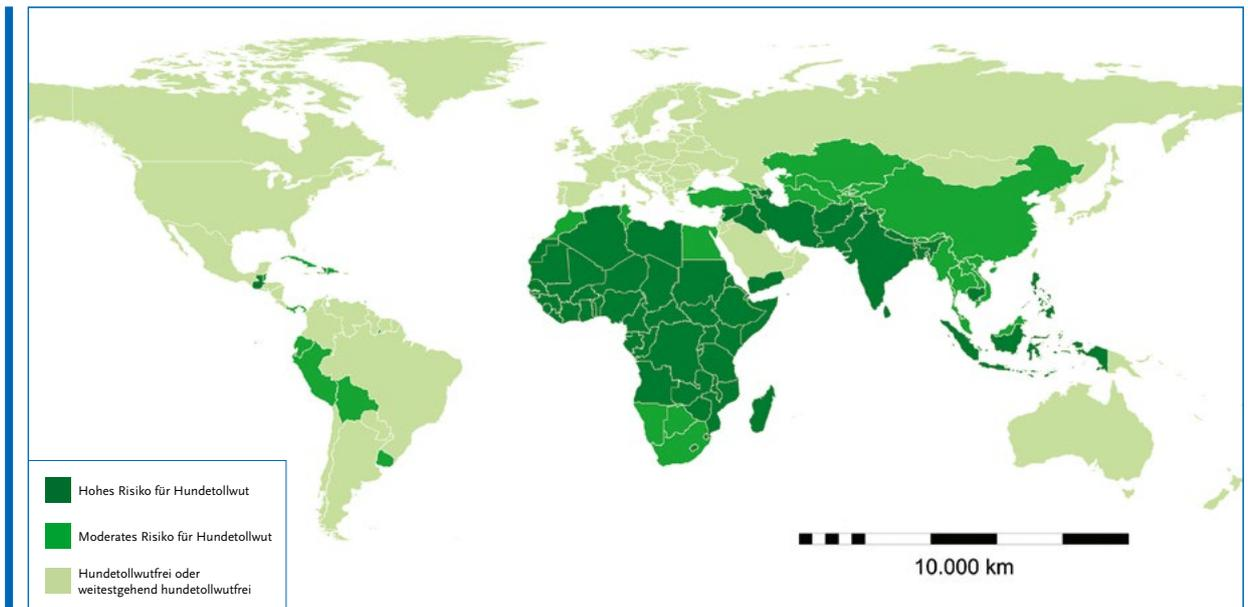 Hohes Risiko für Hundetollwut
Moderates Risiko für Hundetollwut
Hundetollwutfrei oder
weitestgehend hundetollwutfrei
10.000 km